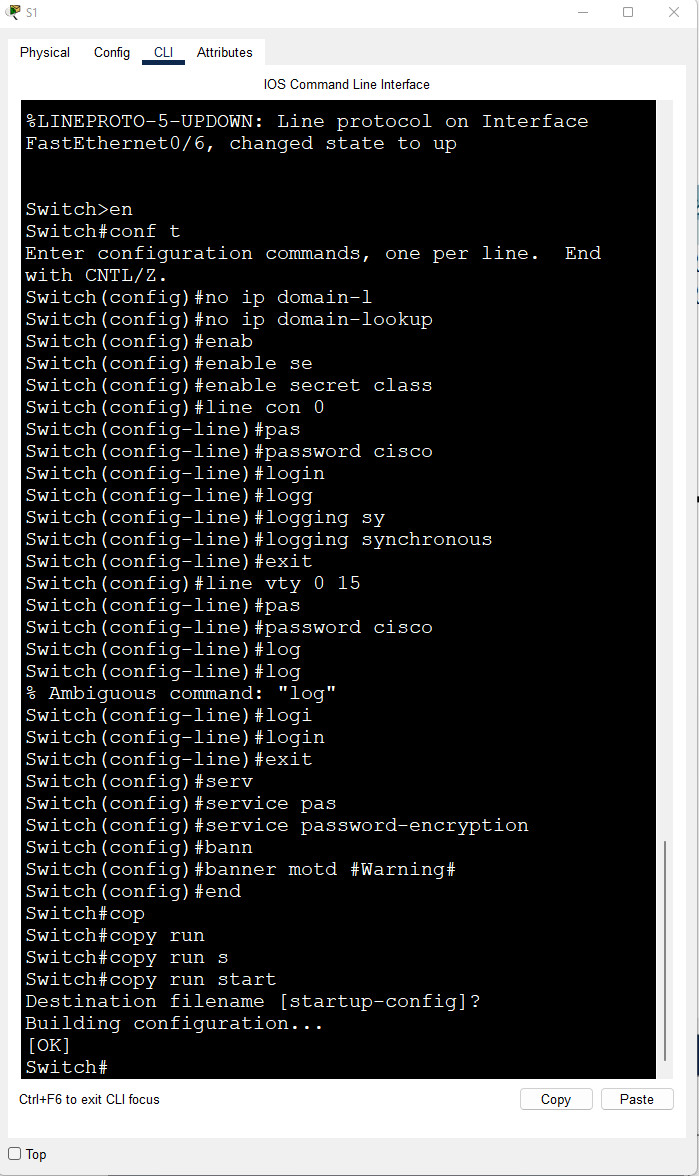 S1
Physical Config CLI Attributes
IOS Command Line Interface
%LINEPROTO-5-UPDOWN: Line protocol on Interface
FastEthernet0/6, changed state to up
Switch>en
Switch#conf t
Enter configuration commands, one per line.  End
with CNTL/Z.
Switch(config)#no ip domain-l
Switch(config)#no ip domain-lookup
Switch(config)#enab
Switch(config)#enable se
Switch(config)#enable secret class
Switch(config)#line con 0
Switch(config-line)#pas
Switch(config-line)#password cisco
Switch(config-line)#login
Switch(config-line)#logg
Switch(config-line)#logging sy
Switch(config-line)#logging synchronous
Switch(config-line)#exit
Switch(config)#line vty 0 15
Switch(config-line)#pas
Switch(config-line)#password cisco
Switch(config-line)#log
Switch(config-line)#log
% Ambiguous command: "log"
Switch(config-line)#logi
Switch(config-line)#login
Switch(config-line)#exit
Switch(config)#serv
Switch(config)#service pas
Switch(config)#service password-encryption
Switch(config)#bann
Switch(config)#banner motd #Warning#
Switch(config)#end
Switch#cop
Switch#copy run
Switch#copy run s
Switch#copy run start
Destination filename [startup-config]?
Building configuration...
[OK]
Switch#
Ctrl+F6 to exit CLI focus
Copy Paste
Top